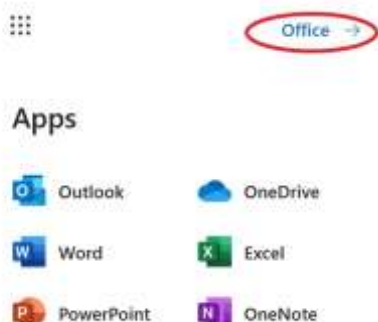 Office →
Apps
Outlook OneDrive
Word Excel
PowerPoint OneNote